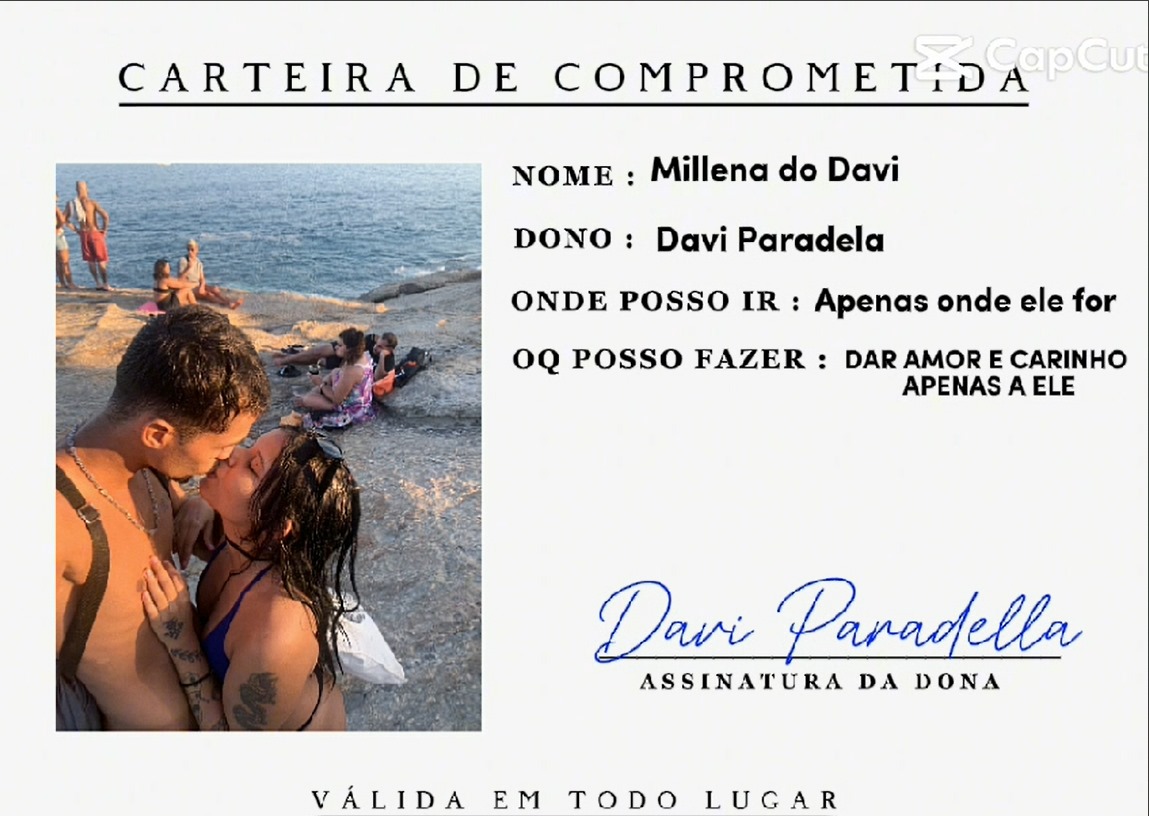 CapCut
CARTEIRA DE COMPROMETIDA
NOME : Millena do Davi
DONO : Davi Paradela
ONDE POSSO IR : Apenas onde ele for
OQ POSSO FAZER : DAR AMOR E CARINHO
APENAS A ELE
Davi Paradella
ASSINATURA DA DONA
VÁLIDA EM TODO LUGAR